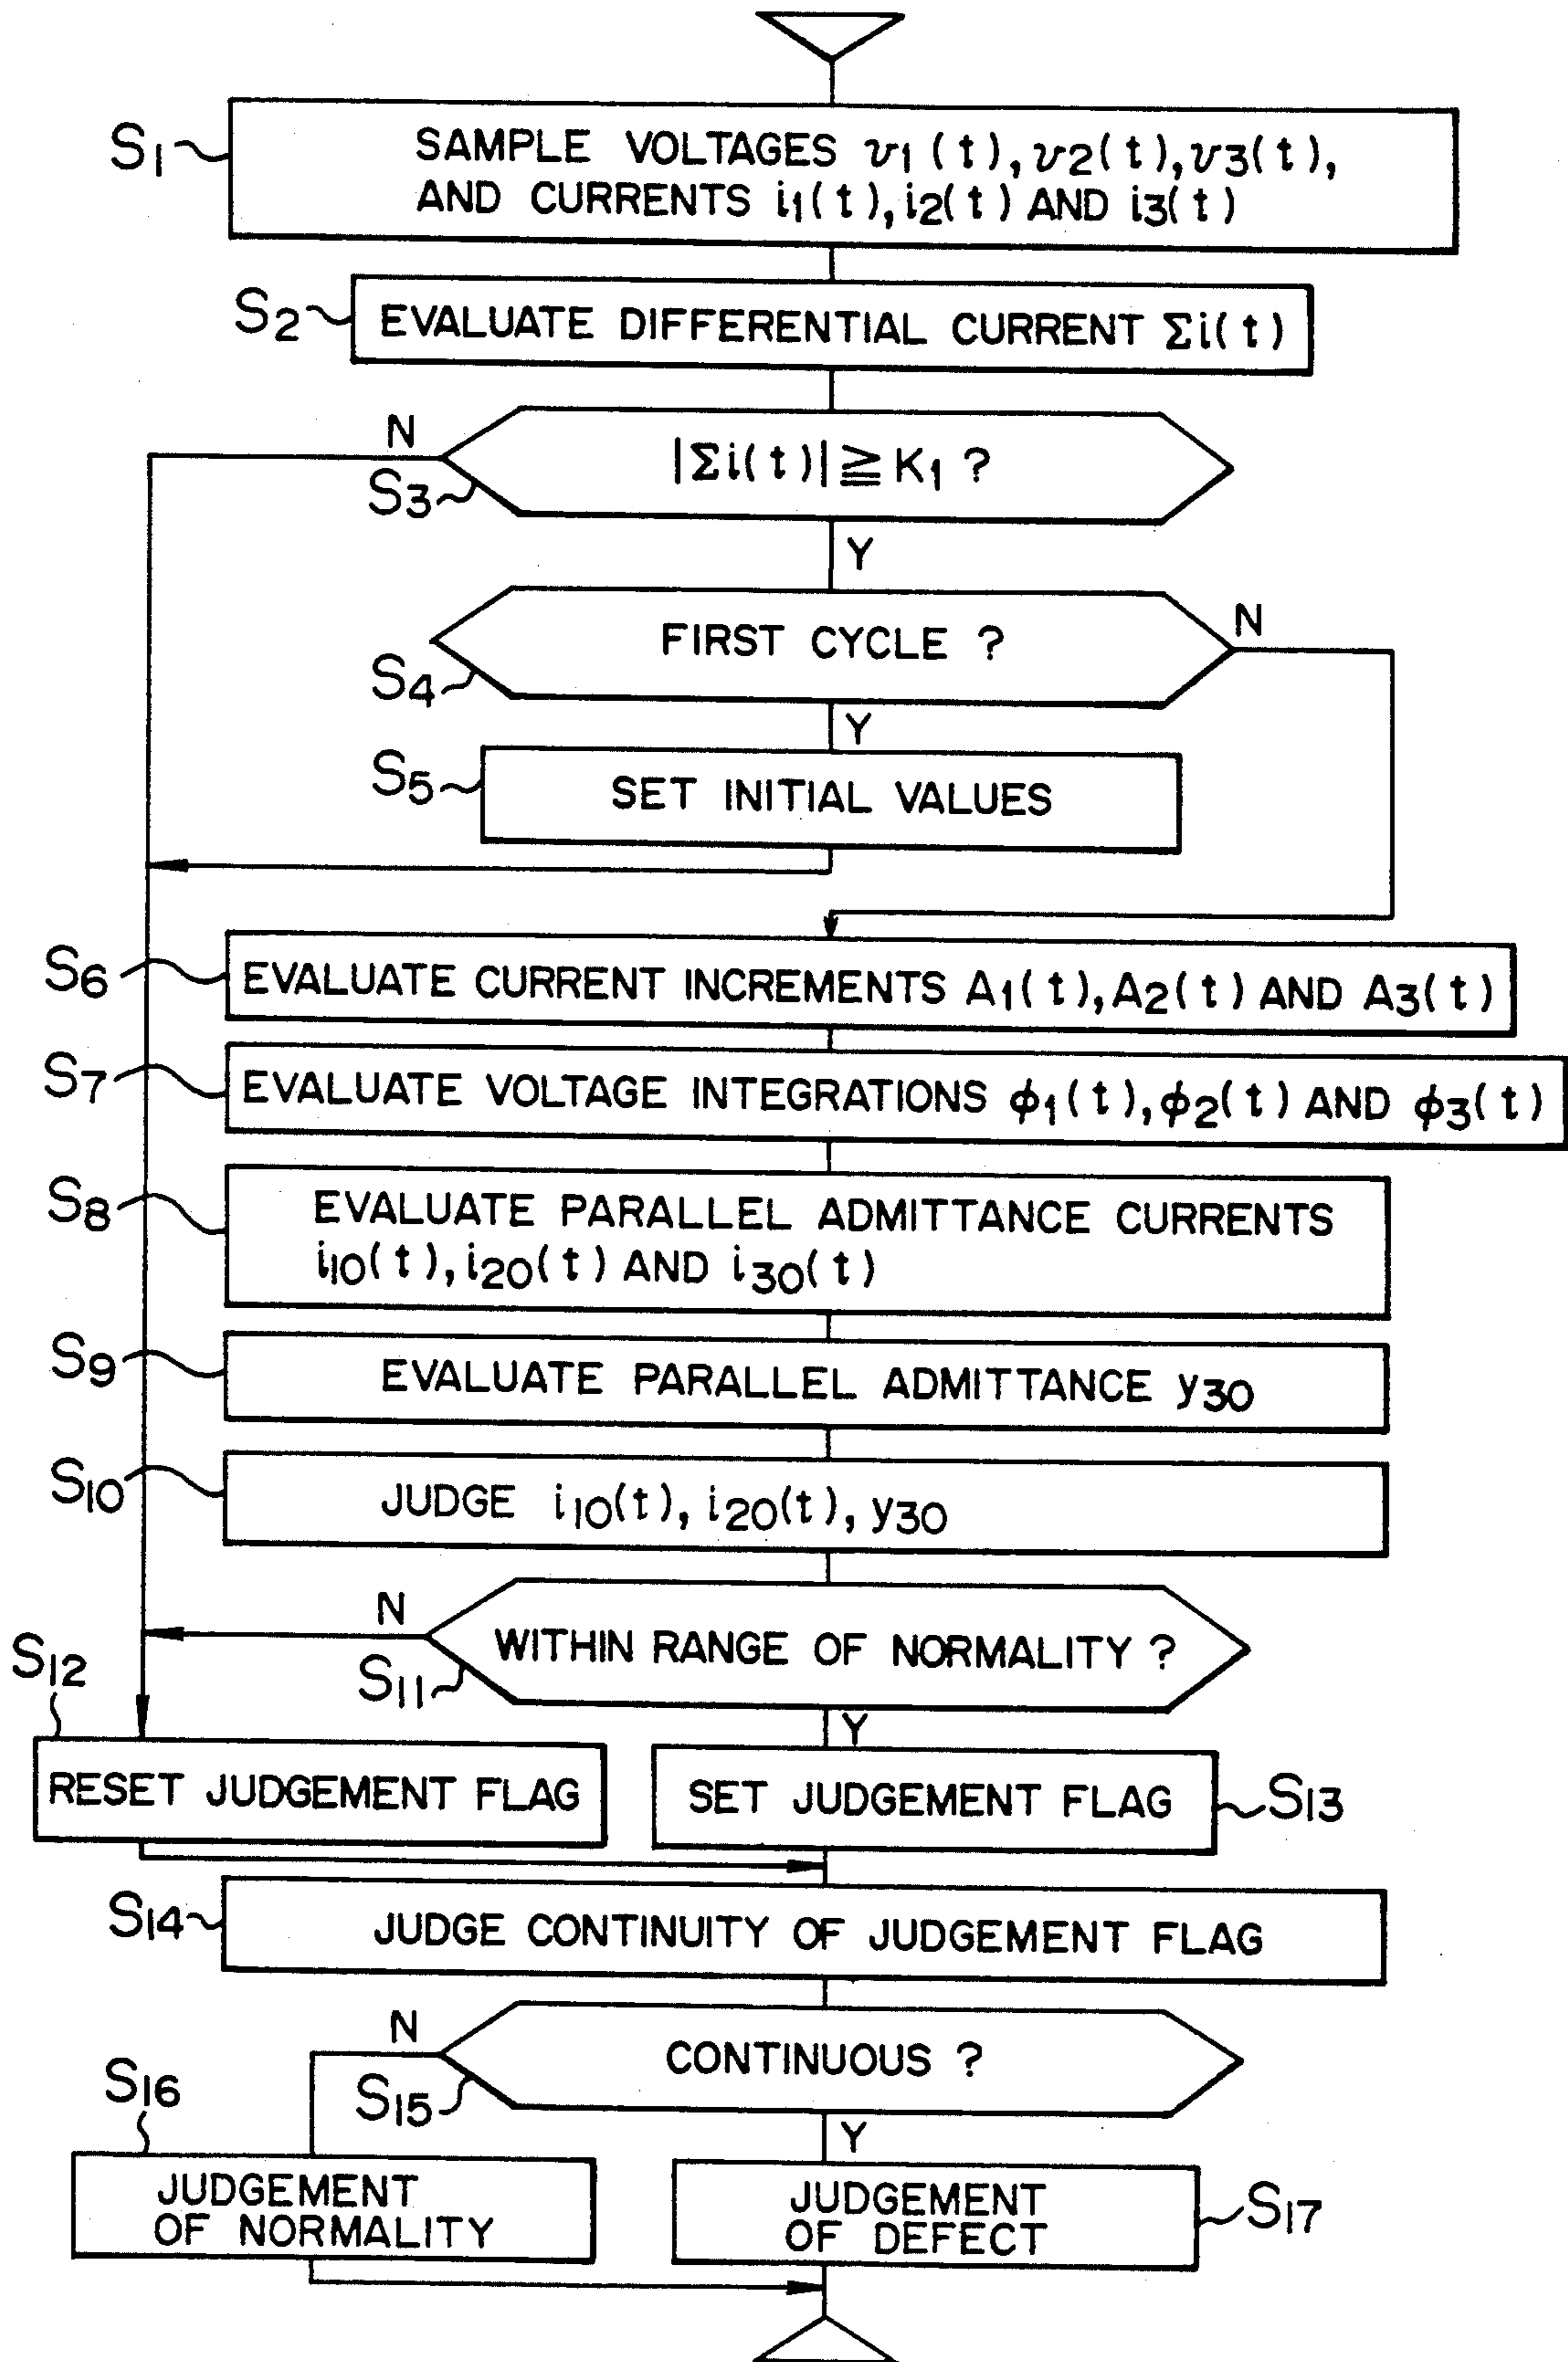 S1
SAMPLE VOLTAGES v1(t), v2(t), v3(t),
AND CURRENTS i1(t), i2(t) AND i3(t)
S2
EVALUATE DIFFERENTIAL CURRENT Σi(t)
N
|Σi(t)| ≧ K1 ?
S3
Y
FIRST CYCLE ?
N
S4
Y
S5
SET INITIAL VALUES
S6
EVALUATE CURRENT INCREMENTS A1(t), A2(t) AND A3(t)
S7
EVALUATE VOLTAGE INTEGRATIONS ϕ1(t), ϕ2(t) AND ϕ3(t)
S8
EVALUATE PARALLEL ADMITTANCE CURRENTS
i10(t), i20(t) AND i30(t)
S9
EVALUATE PARALLEL ADMITTANCE y30
S10
JUDGE i10(t), i20(t), y30
N
WITHIN RANGE OF NORMALITY ?
S11
S12
Y
RESET JUDGEMENT FLAG
SET JUDGEMENT FLAG
S13
S14
JUDGE CONTINUITY OF JUDGEMENT FLAG
N
CONTINUOUS ?
S15
S16
Y
JUDGEMENT
OF NORMALITY
JUDGEMENT
OF DEFECT
S17